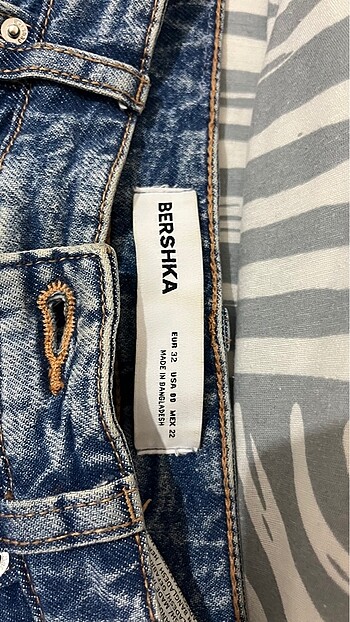 BERSHKA
EUR 32 USA 00 MEX 22
MADE IN BANGLADESH